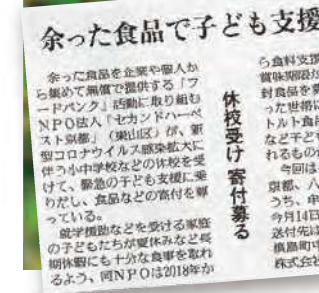 余った食品で子ども支援
休校受け 寄付募る
余った食品を企業や個人か
ら集めて無償で提供する「フ
ードバンク」活動に取り組む
NPO法人「セカンドハーベ
スト京都」（東山区）が、新
型コロナウイルス感染拡大に
伴う小中学校などの休校を受
けて、緊急の子ども支援に乗
りだし、食品などの寄付を募
っている。
就学援助などを受ける家庭
の子どもたちが夏休みなど長
期休暇にも十分な食事を取れ
るよう、同NPOは2018年か
ら食料支援
賞味期限が
封食品を募
った世帯に
トルト食品
など子ども
れるものが
今回は
京都、八
うち、申
今月14日
送付先は
槙島町中
株式会社